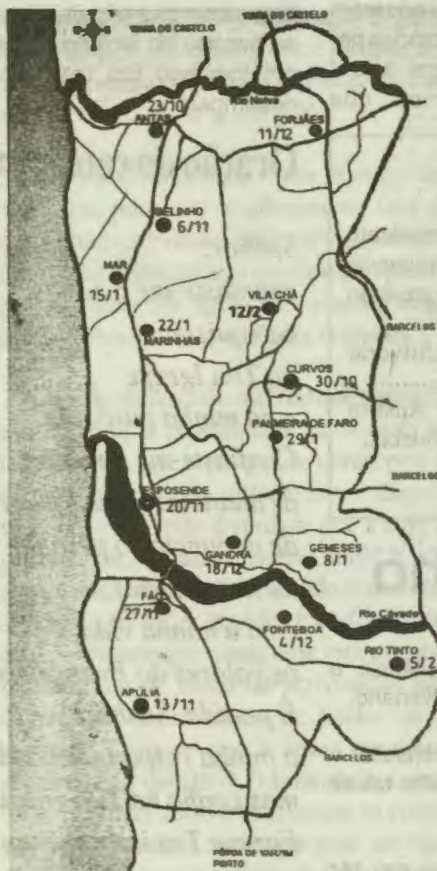 VIANA DO CASTELO
VIANA DO CASTELO
Rio Neiva
23/10
ANTAS
FORJÃES
11/12
BELINHO
6/11
MAR
15/1
VILA CHÃ
12/2
22/1
MARINHAS
BARCELOS
CURVOS
30/10
PALMEIRA DE FARO
29/1
BARCELOS
ESPOSENDE
20/11
GANDRA
18/12
GEMESES
8/1
FÃO
27/11
Rio Cávado
FONTEBOA
4/12
RIO TINTO
5/2
APÚLIA
13/11
BARCELOS
PÓVOA DE VARZIM
PORTO